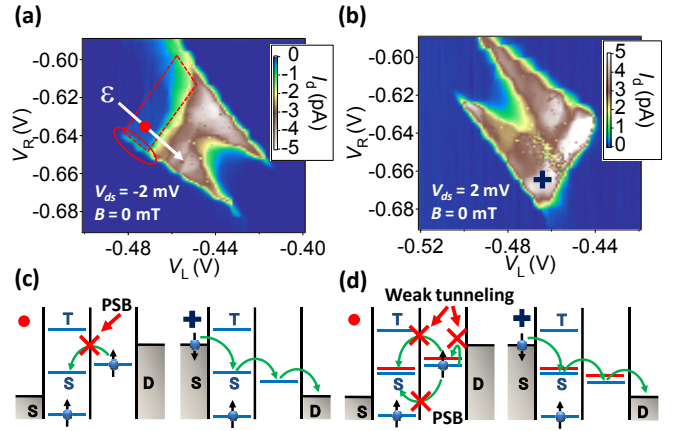 (a)
-0.60
-0.62
-0.64
-0.66
-0.68
V_R (V)
ε
V_ds = -2 mV
B = 0 mT
0
-1
-2
-3
-4
-5
I_d (pA)
-0.48 -0.44 -0.40
V_L (V)
(b)
-0.60
-0.62
-0.64
-0.66
-0.68
V_R (V)
V_ds = 2 mV
B = 0 mT
5
4
3
2
1
0
I_d (pA)
-0.52 -0.48 -0.44
V_L (V)
(c)
PSB
T
S
S
D
T
S
S
D
(d)
Weak tunneling
T
S
S
D
PSB
T
S
S
D